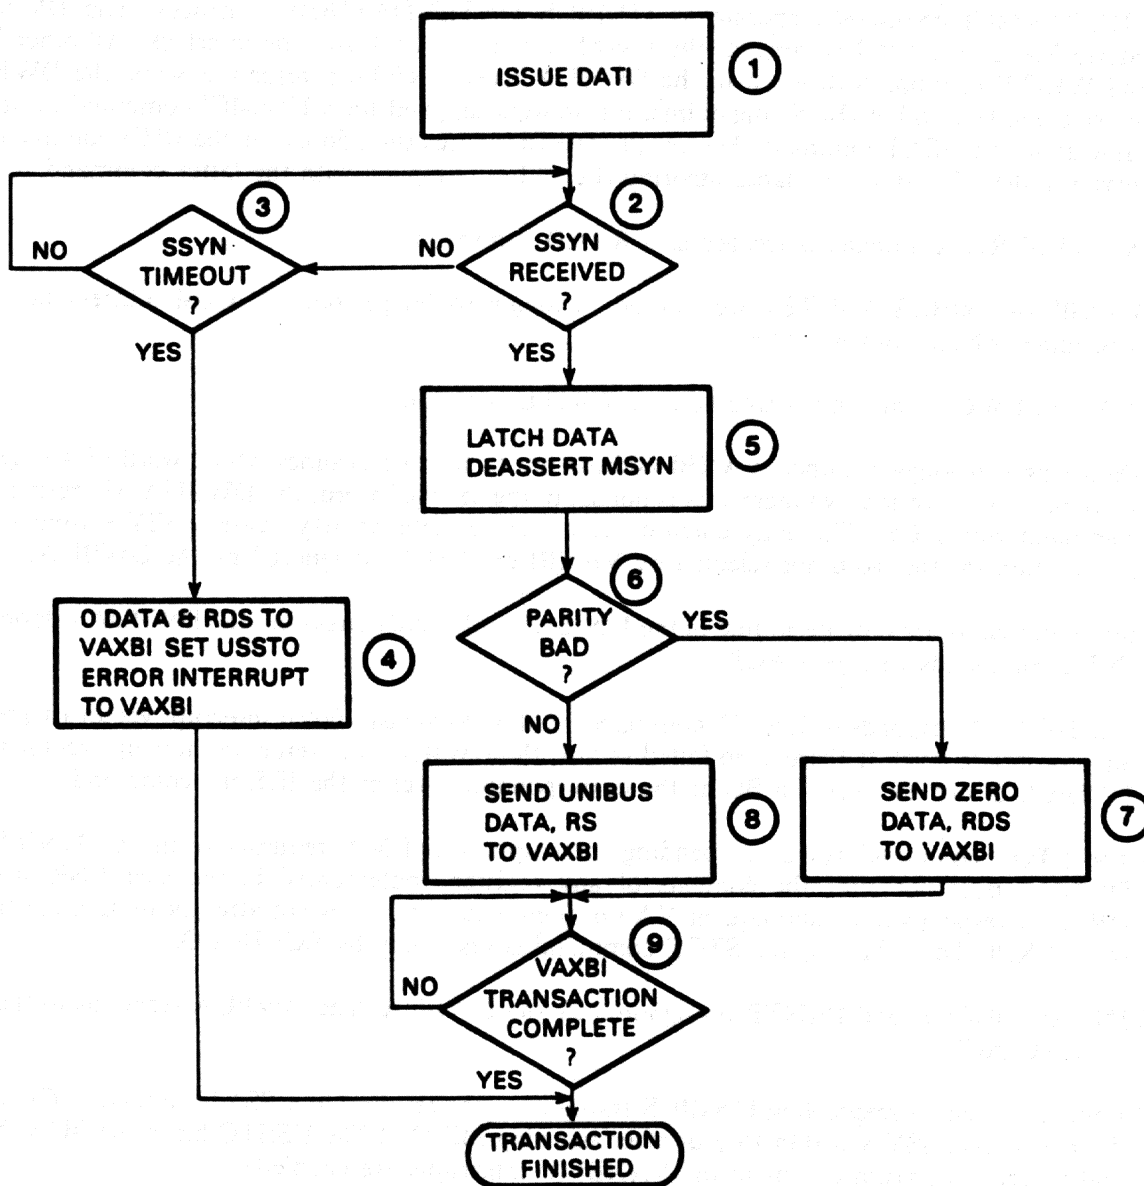 ISSUE DATI
1
3
2
NO
SSYN
TIMEOUT
?
NO
SSYN
RECEIVED
?
YES
YES
LATCH DATA
DEASSERT MSYN
5
6
PARITY
BAD
?
YES
0 DATA & RDS TO
VAXBI SET USSTO
ERROR INTERRUPT
TO VAXBI
4
NO
SEND UNIBUS
DATA, RS
TO VAXBI
8
SEND ZERO
DATA, RDS
TO VAXBI
7
9
NO
VAXBI
TRANSACTION
COMPLETE
?
YES
TRANSACTION
FINISHED